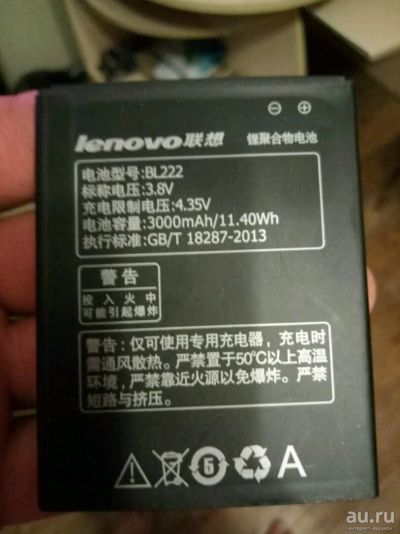 lenovo联想 锂聚合物电池
电池型号:BL222
标称电压:3.8V
充电限制电压:4.35V
电池容量:3000mAh/11.40Wh
执行标准:GB/T 18287-2013
警告
投入火中
可能引起爆炸
警告:仅可使用专用充电器，充电时
需通风散热。严禁置于50℃以上高温
环境，严禁靠近火源以免爆炸。严禁
短路与挤压。
6 A
au.ru
интернет-аукцион